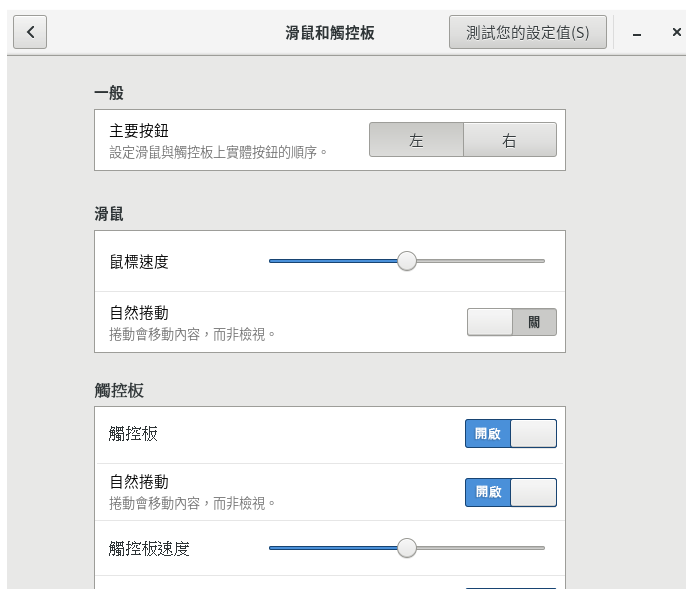 滑鼠和觸控板
測試您的設定值(S)
一般
主要按鈕
設定滑鼠與觸控板上實體按鈕的順序。
左
右
滑鼠
鼠標速度
自然捲動
捲動會移動內容，而非檢視。
關
觸控板
觸控板
開啟
自然捲動
捲動會移動內容，而非檢視。
開啟
觸控板速度